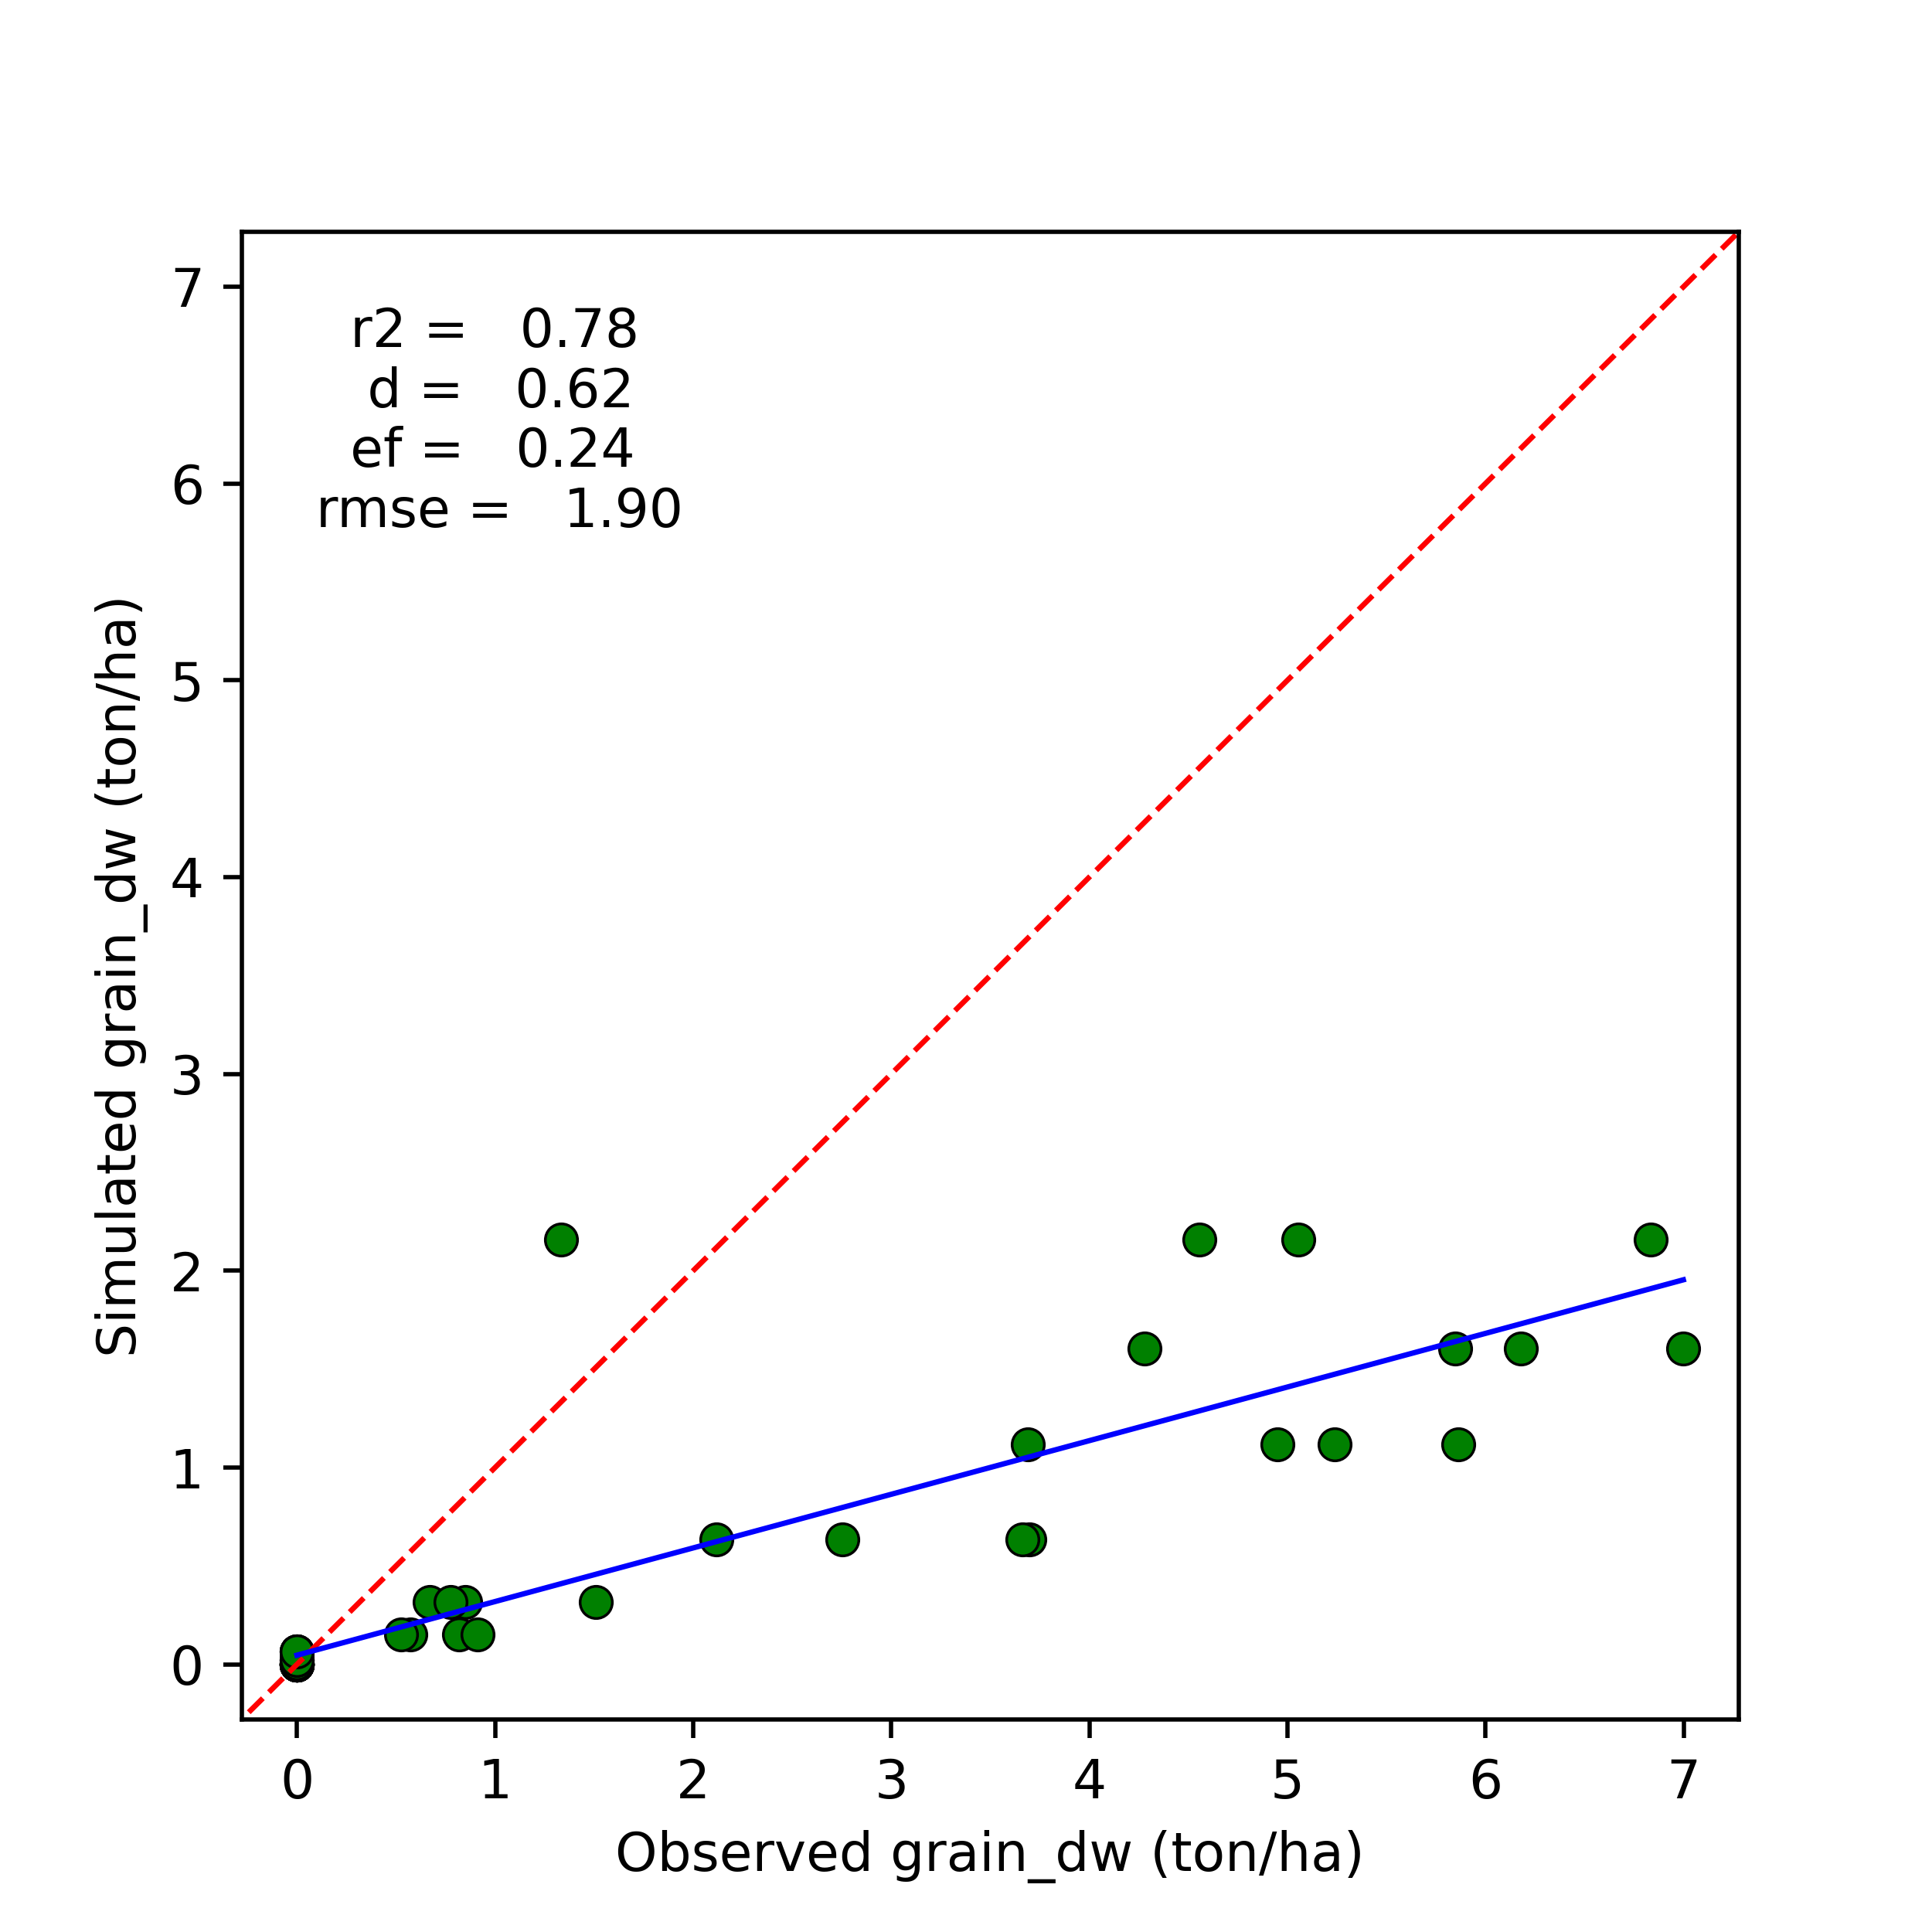 r2 = 0.78
d = 0.62
ef = 0.24
rmse = 1.90
7
6
5
4
3
2
1
0
Simulated grain_dw (ton/ha)
0 1 2 3 4 5 6 7
Observed grain_dw (ton/ha)